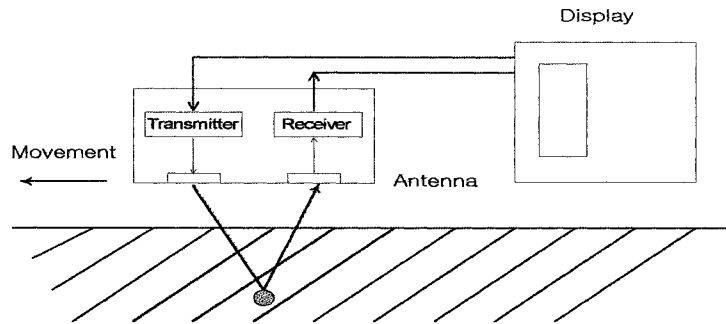 Display
Transmitter
Receiver
Movement
Antenna